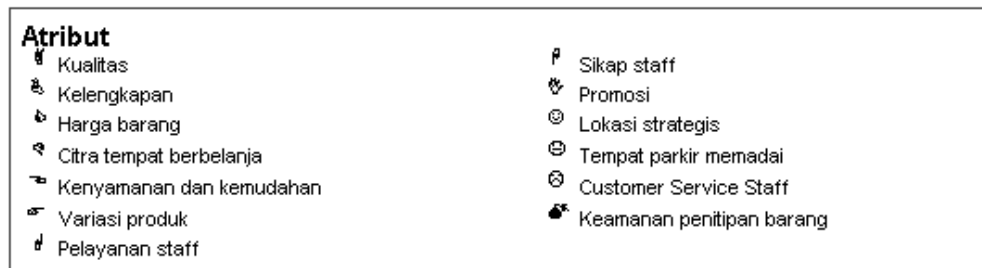 Atribut
Kualitas
Kelengkapan
Harga barang
Citra tempat berbelanja
Kenyamanan dan kemudahan
Variasi produk
Pelayanan staff
Sikap staff
Promosi
Lokasi strategis
Tempat parkir memadai
Customer Service Staff
Keamanan penitipan barang